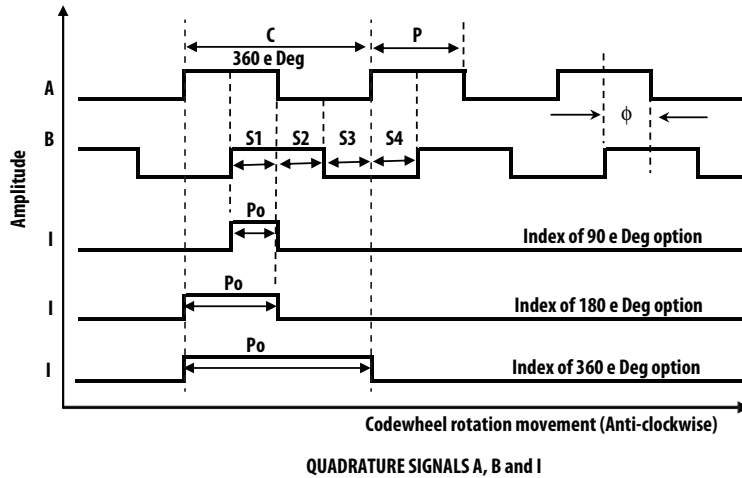 C
P
360 e Deg
A
ϕ
B
S1 S2 S3 S4
Amplitude
Po
I
Index of 90 e Deg option
Po
I
Index of 180 e Deg option
Po
I
Index of 360 e Deg option
Codewheel rotation movement (Anti-clockwise)
QUADRATURE SIGNALS A, B and I